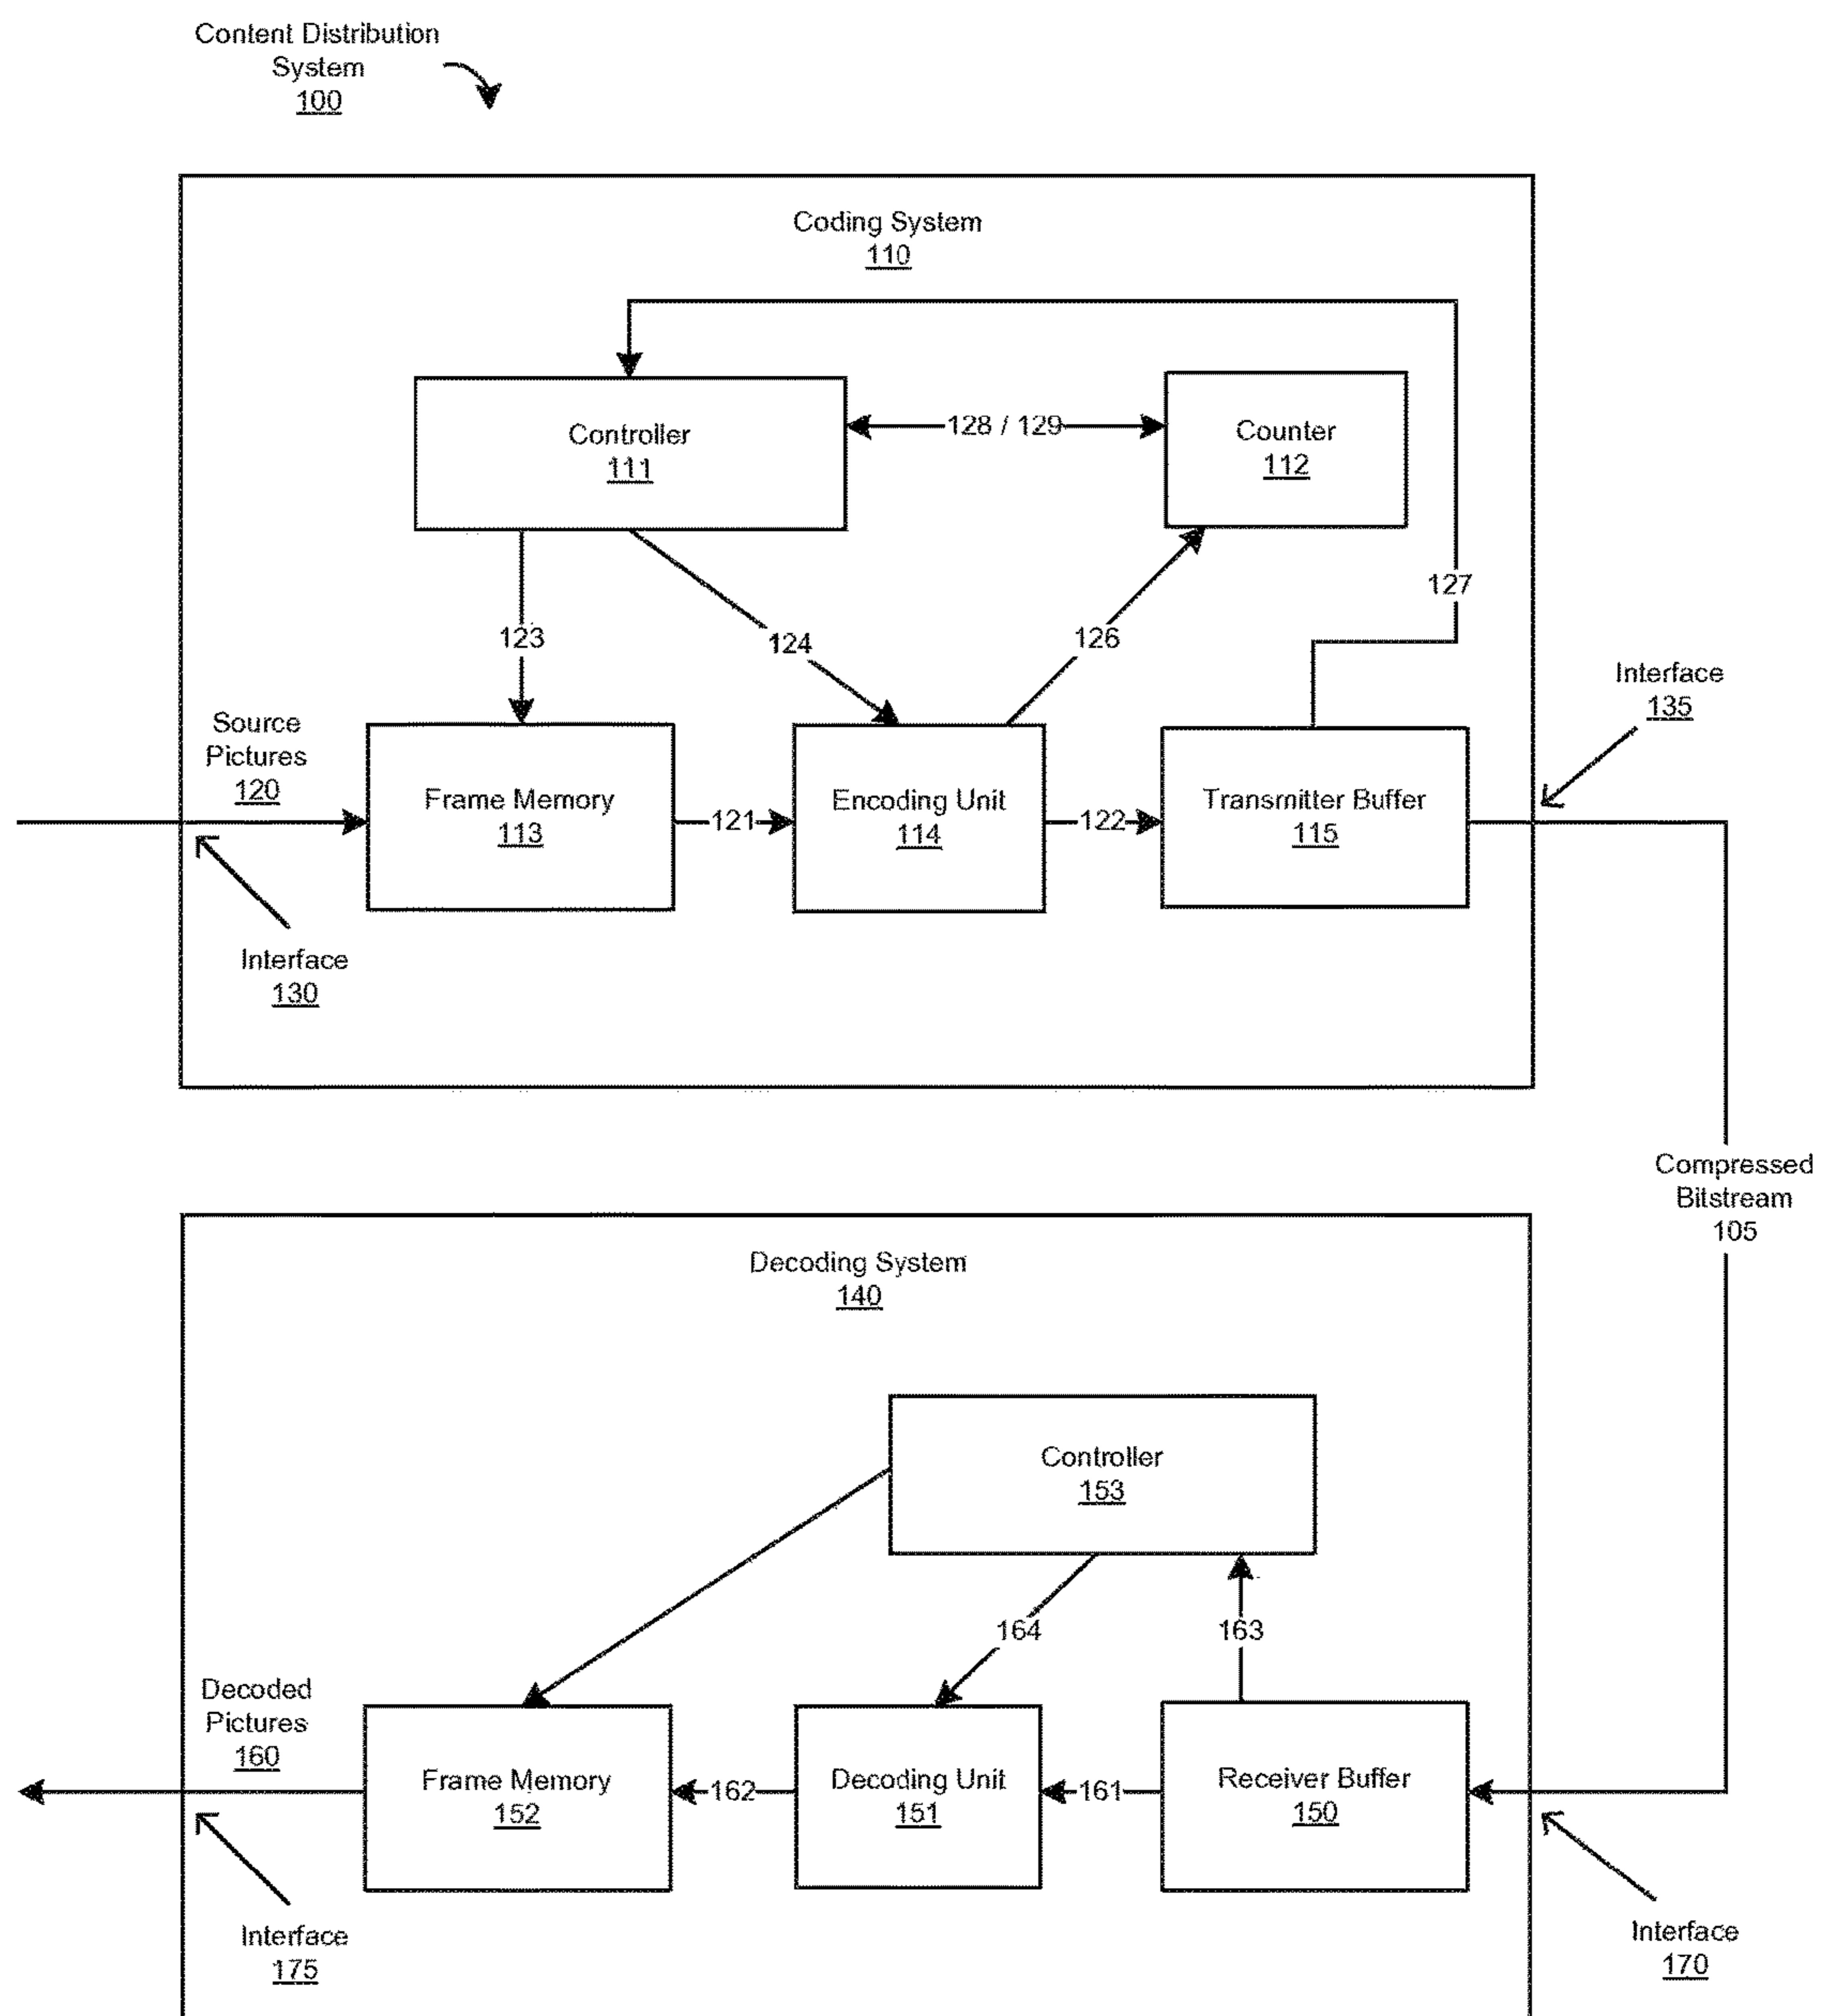 Content Distribution
System
100
Coding System
110
Controller
111
128 / 129
Counter
112
127
123
124
126
Interface
135
Source
Pictures
120
Frame Memory
113
121
Encoding Unit
114
122
Transmitter Buffer
115
Interface
130
Compressed
Bitstream
105
Decoding System
140
Controller
153
164
163
Decoded
Pictures
160
Frame Memory
152
162
Decoding Unit
151
161
Receiver Buffer
150
Interface
175
Interface
170